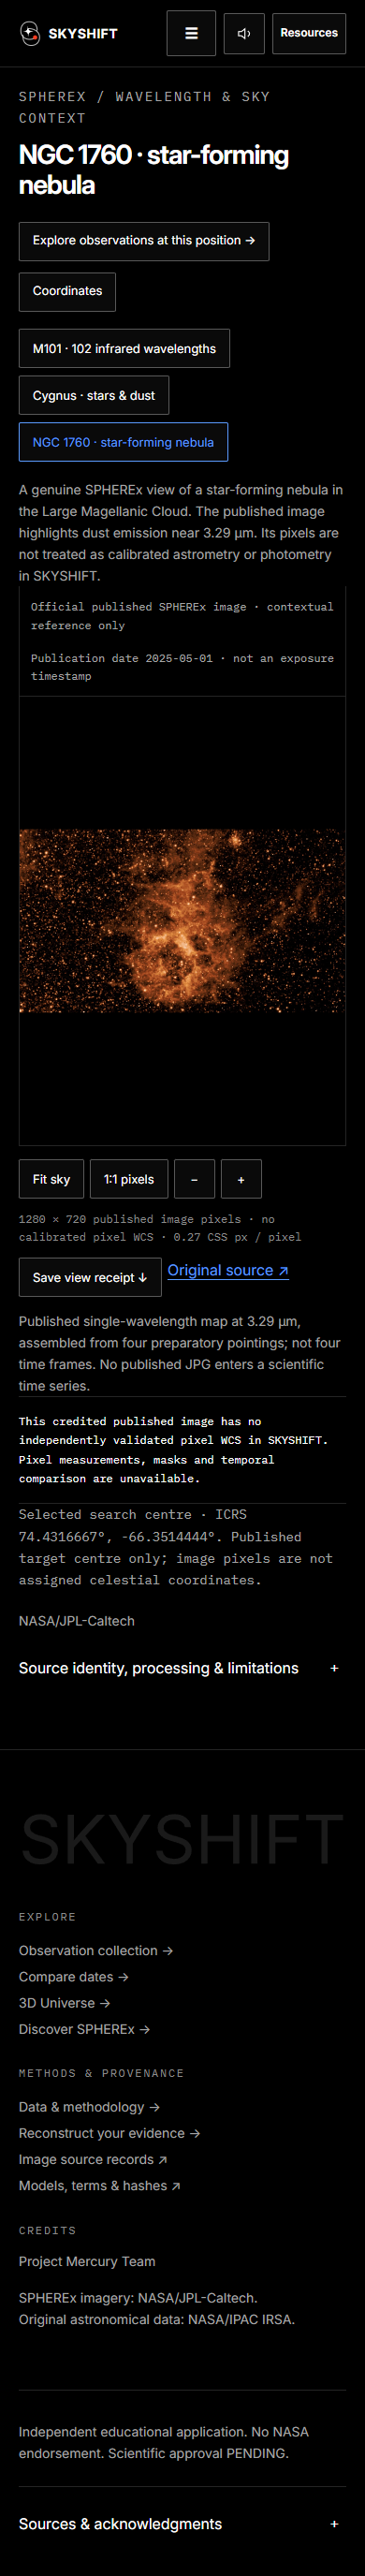 SKYSHIFT
Resources
SPHEREX / WAVELENGTH & SKY
CONTEXT
NGC 1760 · star-forming
nebula
Explore observations at this position →
Coordinates
M101 · 102 infrared wavelengths
Cygnus · stars & dust
NGC 1760 · star-forming nebula
A genuine SPHEREx view of a star-forming nebula in
the Large Magellanic Cloud. The published image
highlights dust emission near 3.29 µm. Its pixels are
not treated as calibrated astrometry or photometry
in SKYSHIFT.
Official published SPHEREx image · contextual
reference only
Publication date 2025-05-01 · not an exposure
timestamp
Fit sky
1:1 pixels
−
+
1280 × 720 published image pixels · no
calibrated pixel WCS · 0.27 CSS px / pixel
Save view receipt ↓
Original source ↗
Published single-wavelength map at 3.29 µm,
assembled from four preparatory pointings; not four
time frames. No published JPG enters a scientific
time series.
This credited published image has no
independently validated pixel WCS in SKYSHIFT.
Pixel measurements, masks and temporal
comparison are unavailable.
Selected search centre · ICRS
74.4316667°, -66.3514444°. Published
target centre only; image pixels are not
assigned celestial coordinates.
NASA/JPL-Caltech
Source identity, processing & limitations +
SKYSHIFT
EXPLORE
Observation collection →
Compare dates →
3D Universe →
Discover SPHEREx →
METHODS & PROVENANCE
Data & methodology →
Reconstruct your evidence →
Image source records ↗
Models, terms & hashes ↗
CREDITS
Project Mercury Team
SPHEREx imagery: NASA/JPL-Caltech.
Original astronomical data: NASA/IPAC IRSA.
Independent educational application. No NASA
endorsement. Scientific approval PENDING.
Sources & acknowledgments +